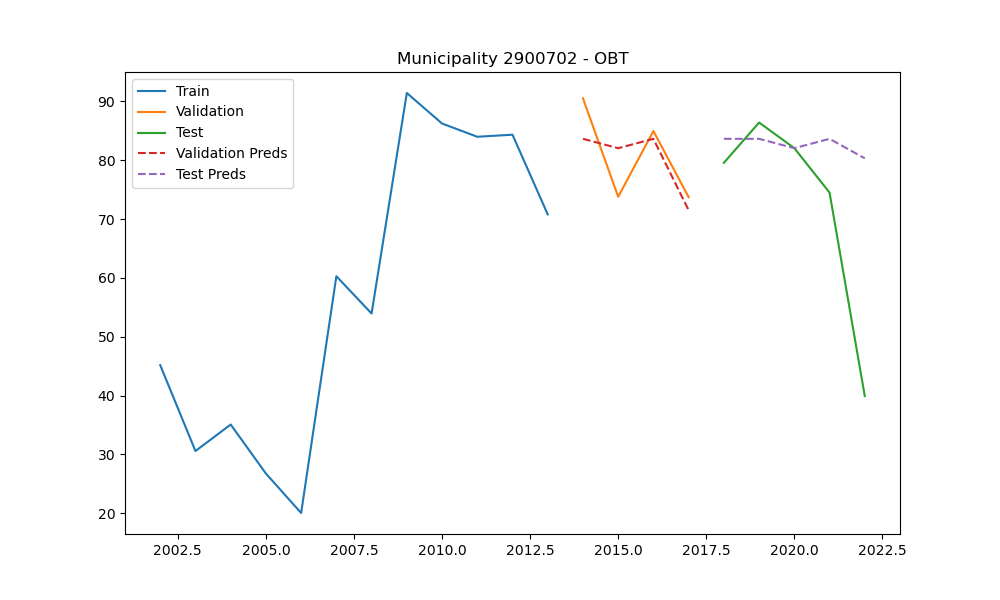 Municipality 2900702 - OBT
Train
Validation
Test
Validation Preds
Test Preds
90
80
70
60
50
40
30
20
2002.5 2005.0 2007.5 2010.0 2012.5 2015.0 2017.5 2020.0 2022.5